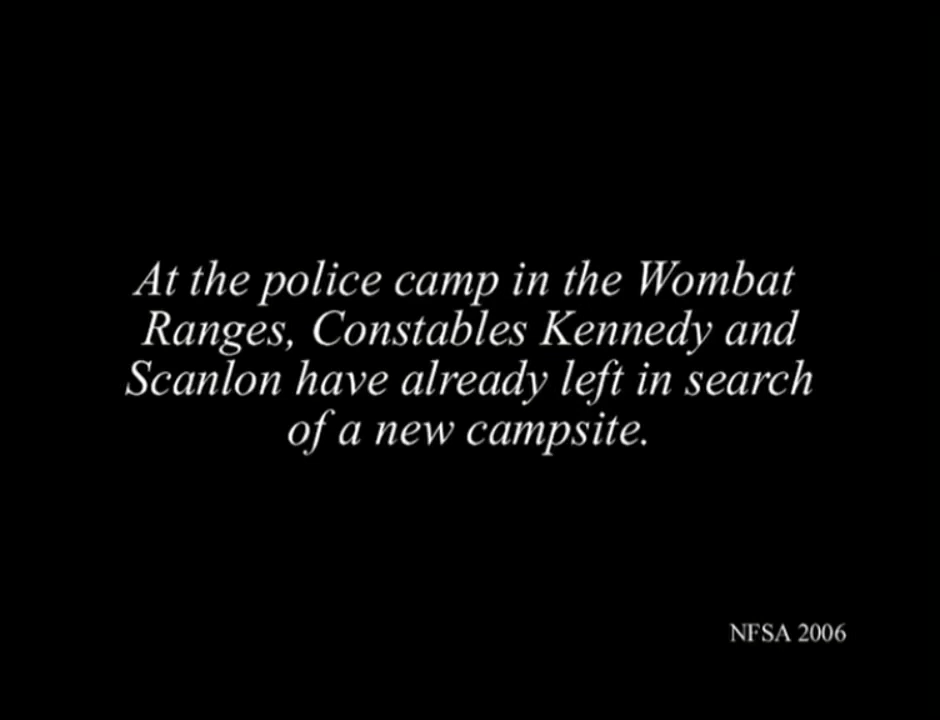 At the police camp in the Wombat
Ranges, Constables Kennedy and
Scanlon have already left in search
of a new campsite.
NFSA 2006